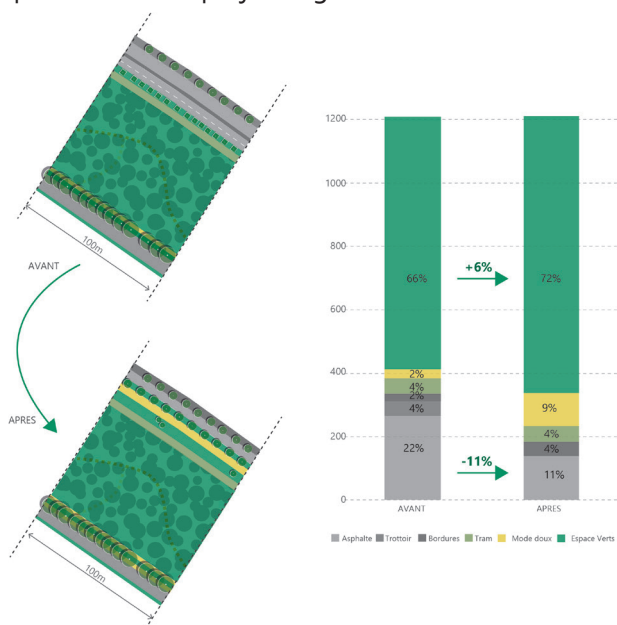 100m
AVANT
APRES
100m
1200
1000
800
600
400
200
0
66%
2%
4%
2%
4%
22%
+6%
-11%
72%
9%
4%
4%
11%
AVANT
APRES
Asphalte Trottoir Bordures Tram Mode doux Espace Verts